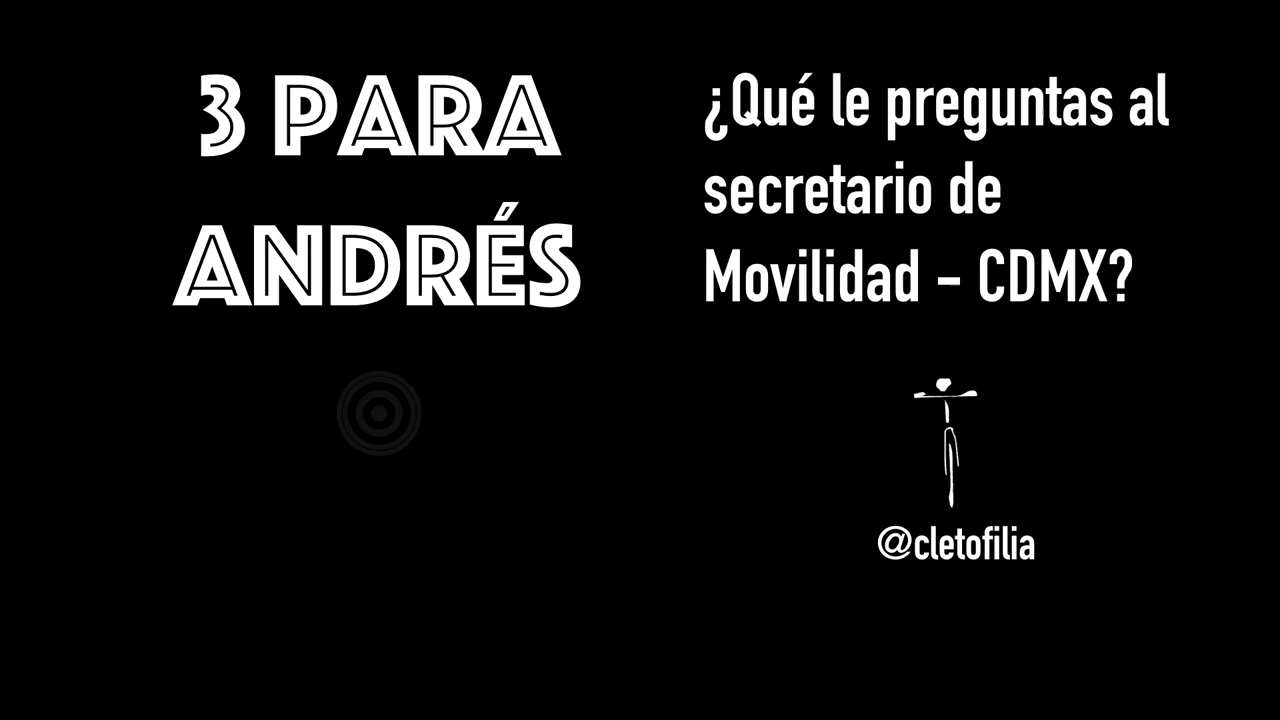 3 PARA
ANDRÉS
¿Qué le preguntas al
secretario de
Movilidad - CDMX?
@cletofilia